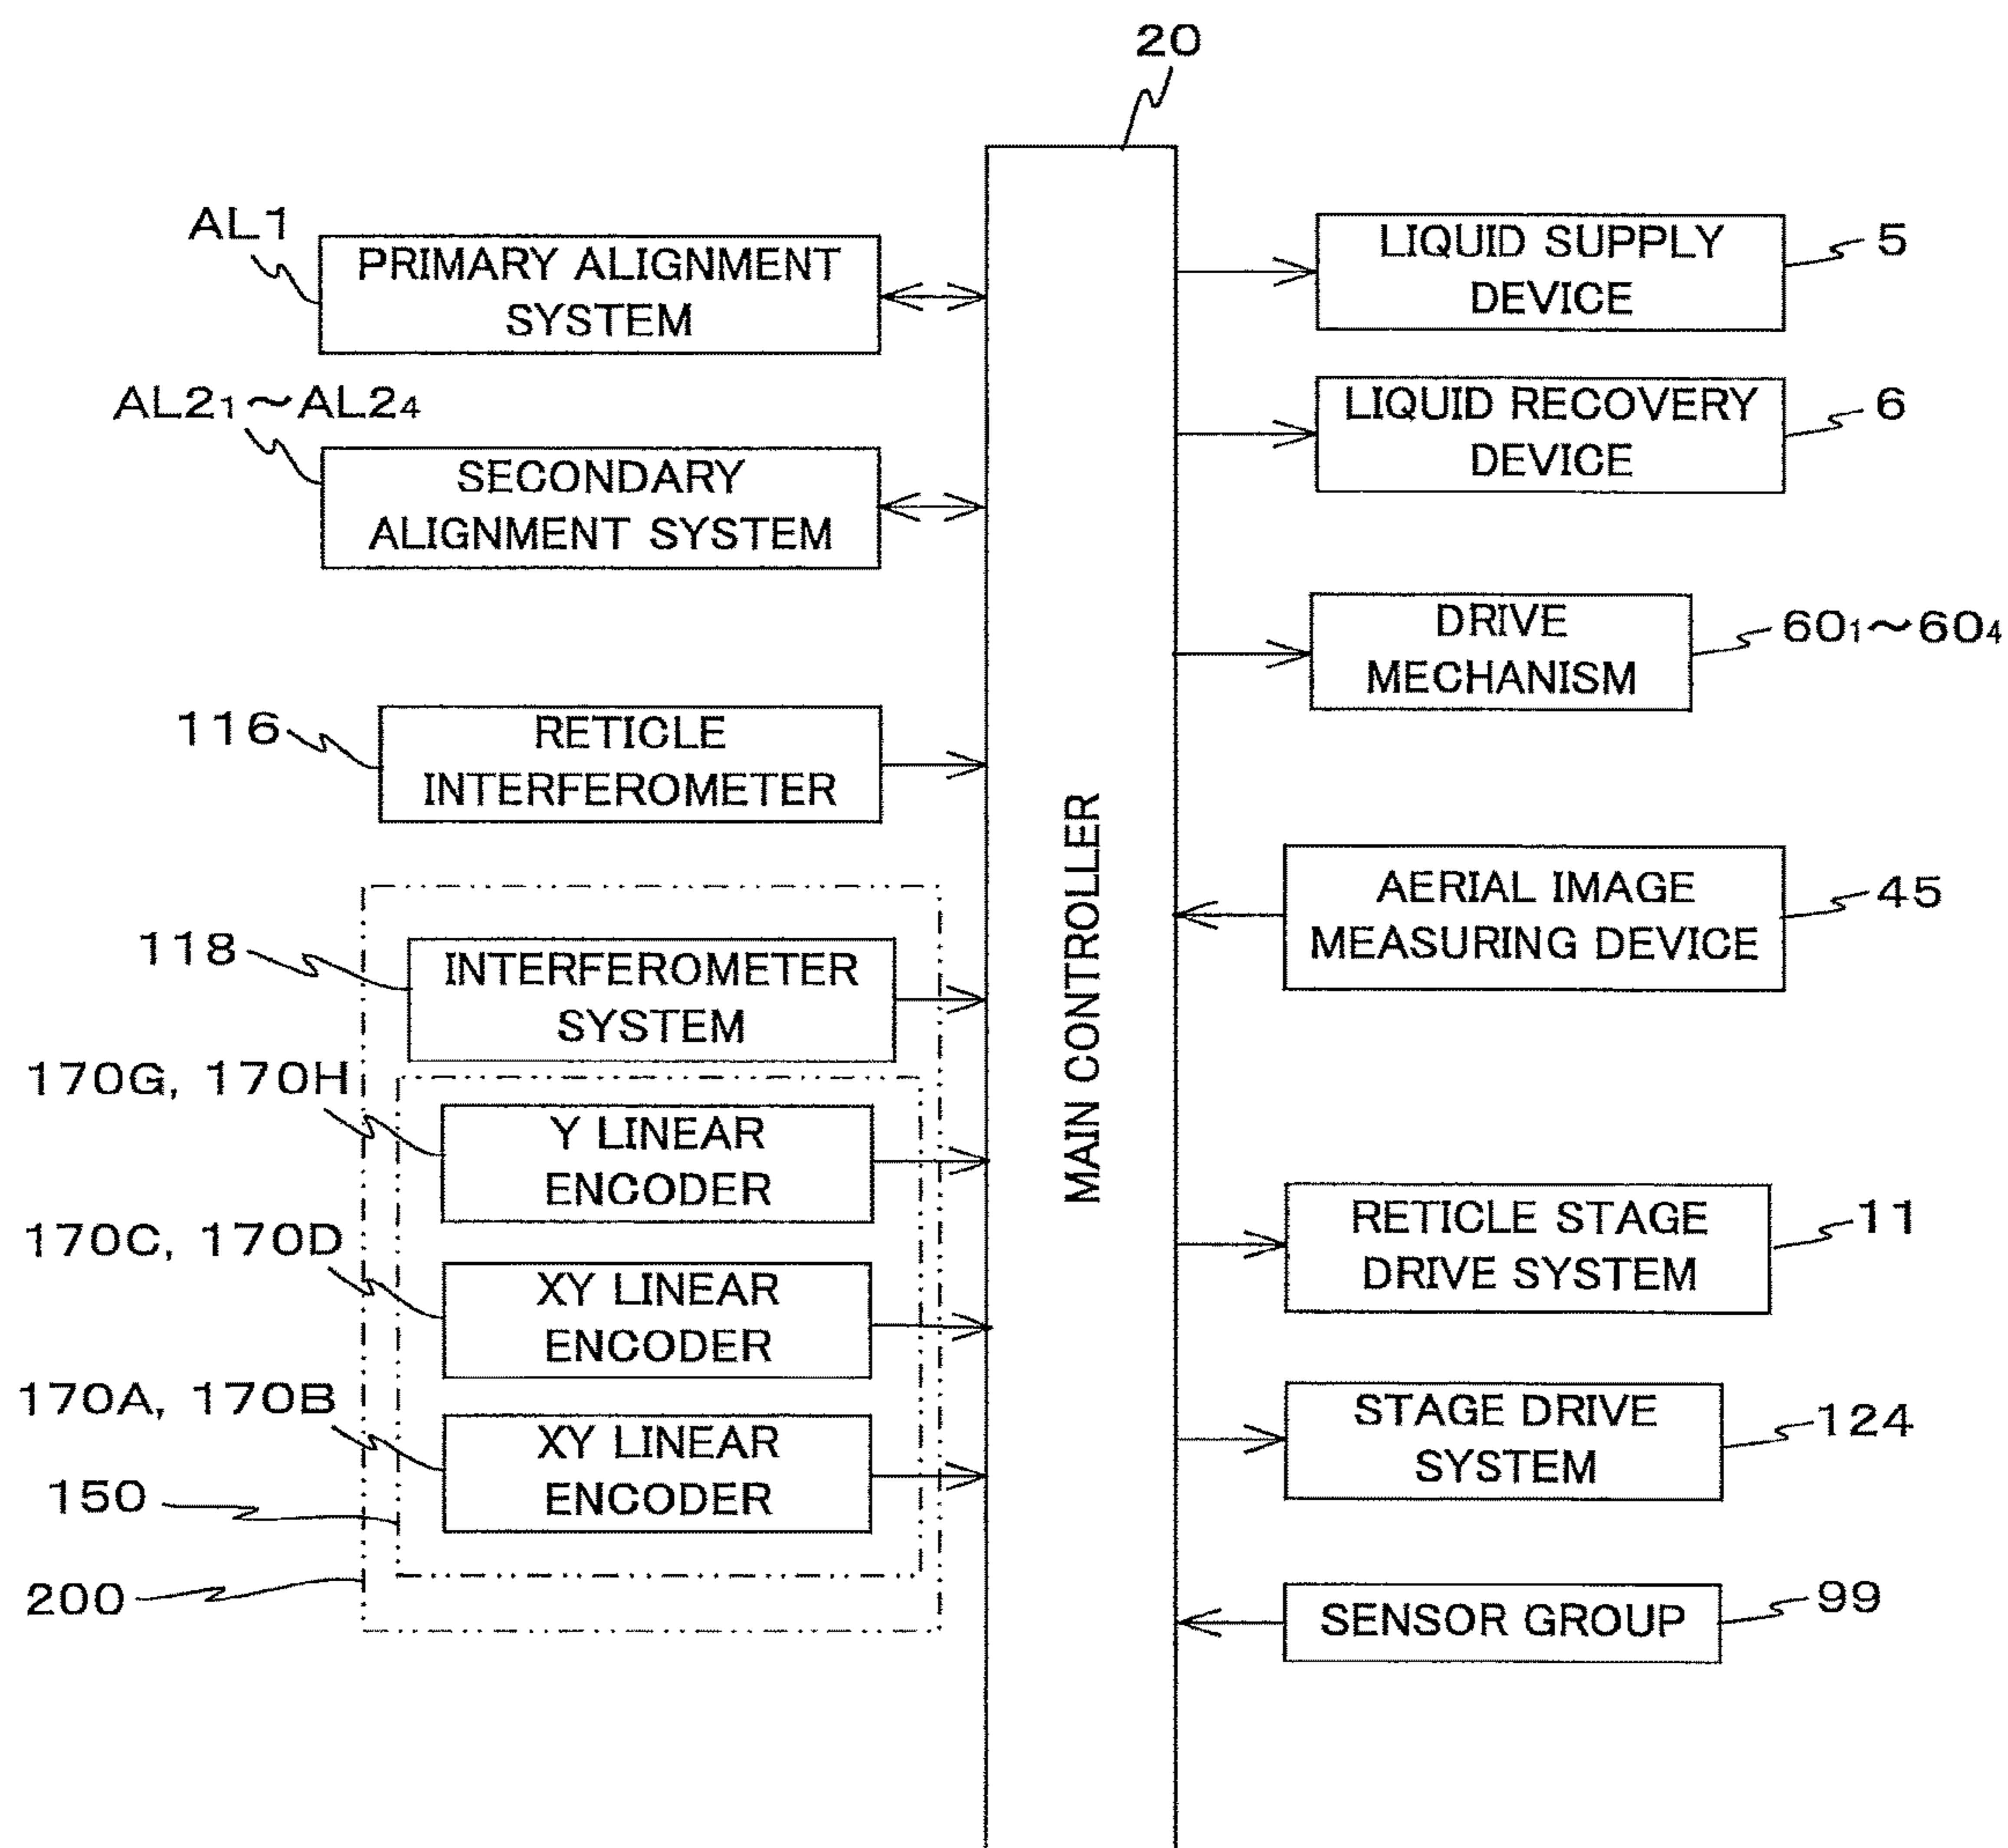 20
AL1
PRIMARY ALIGNMENT
SYSTEM
AL2₁~AL2₄
SECONDARY
ALIGNMENT SYSTEM
116
RETICLE
INTERFEROMETER
118
INTERFEROMETER
SYSTEM
170G, 170H
Y LINEAR
ENCODER
170C, 170D
XY LINEAR
ENCODER
170A, 170B
XY LINEAR
ENCODER
150
200
MAIN CONTROLLER
LIQUID SUPPLY
DEVICE
5
LIQUID RECOVERY
DEVICE
6
DRIVE
MECHANISM
60₁~60₄
AERIAL IMAGE
MEASURING DEVICE
45
RETICLE STAGE
DRIVE SYSTEM
11
STAGE DRIVE
SYSTEM
124
SENSOR GROUP
99